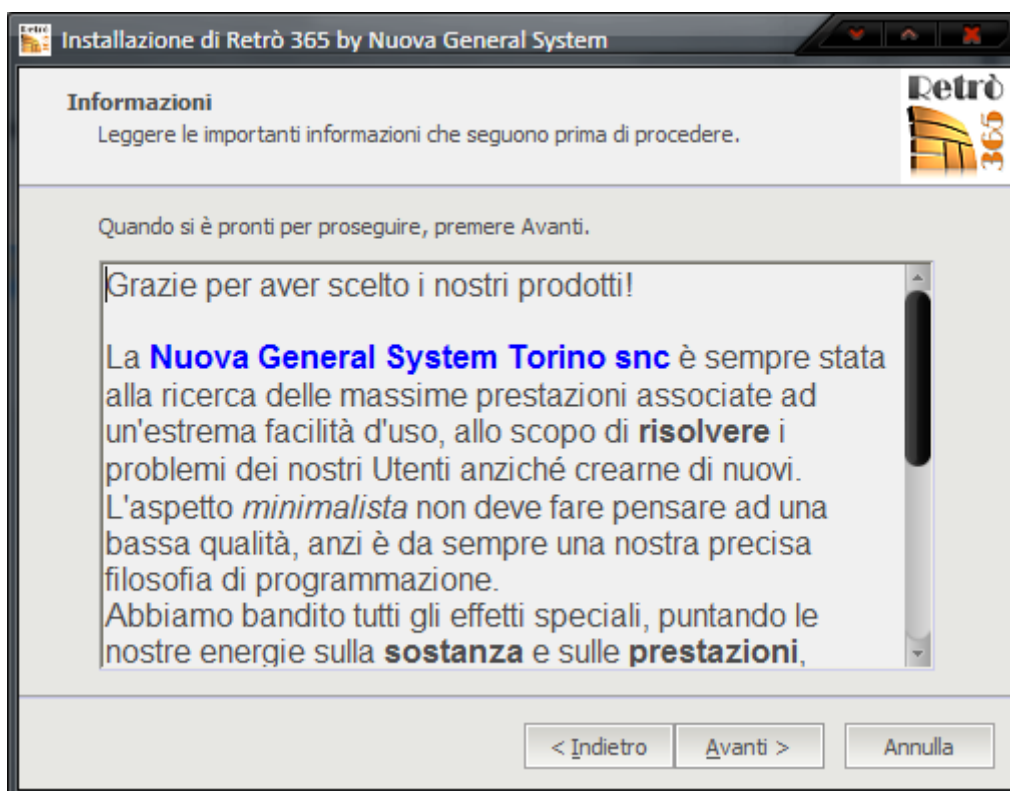 Installazione di Retrò 365 by Nuova General System
Informazioni
Leggere le importanti informazioni che seguono prima di procedere.
Retrò
365
Quando si è pronti per proseguire, premere Avanti.
Grazie per aver scelto i nostri prodotti!
La Nuova General System Torino snc è sempre stata
alla ricerca delle massime prestazioni associate ad
un'estrema facilità d'uso, allo scopo di risolvere i
problemi dei nostri Utenti anziché crearne di nuovi.
L'aspetto minimalista non deve fare pensare ad una
bassa qualità, anzi è da sempre una nostra precisa
filosofia di programmazione.
Abbiamo bandito tutti gli effetti speciali, puntando le
nostre energie sulla sostanza e sulle prestazioni,
< Indietro
Avanti >
Annulla